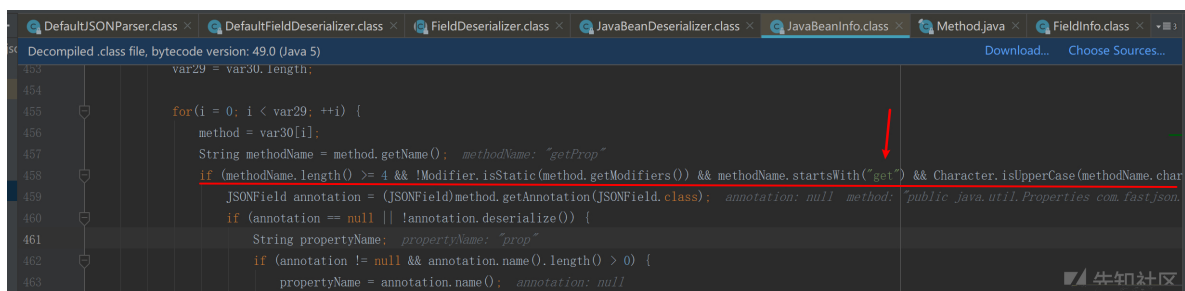 DefaultJSONParser.class × DefaultFieldDeserializer.class × FieldDeserializer.class × JavaBeanDeserializer.class × JavaBeanInfo.class × Method.java × FieldInfo.class × 3
Decompiled .class file, bytecode version: 49.0 (Java 5) Download... Choose Sources...
453 var29 = var30.length;
454
455 for(i = 0; i < var29; ++i) {
456 method = var30[i];
457 String methodName = method.getName(); methodName: "getProp"
458 if (methodName.length() >= 4 && !Modifier.isStatic(method.getModifiers()) && methodName.startsWith("get") && Character.isUpperCase(methodName.char
459 JSONField annotation = (JSONField)method.getAnnotation(JSONField.class); annotation: null method: "public java.util.Properties com.fastjson.
460 if (annotation == null || !annotation.deserialize()) {
461 String propertyName; propertyName: "prop"
462 if (annotation != null && annotation.name().length() > 0) {
463 propertyName = annotation.name(); annotation: null
先知社区